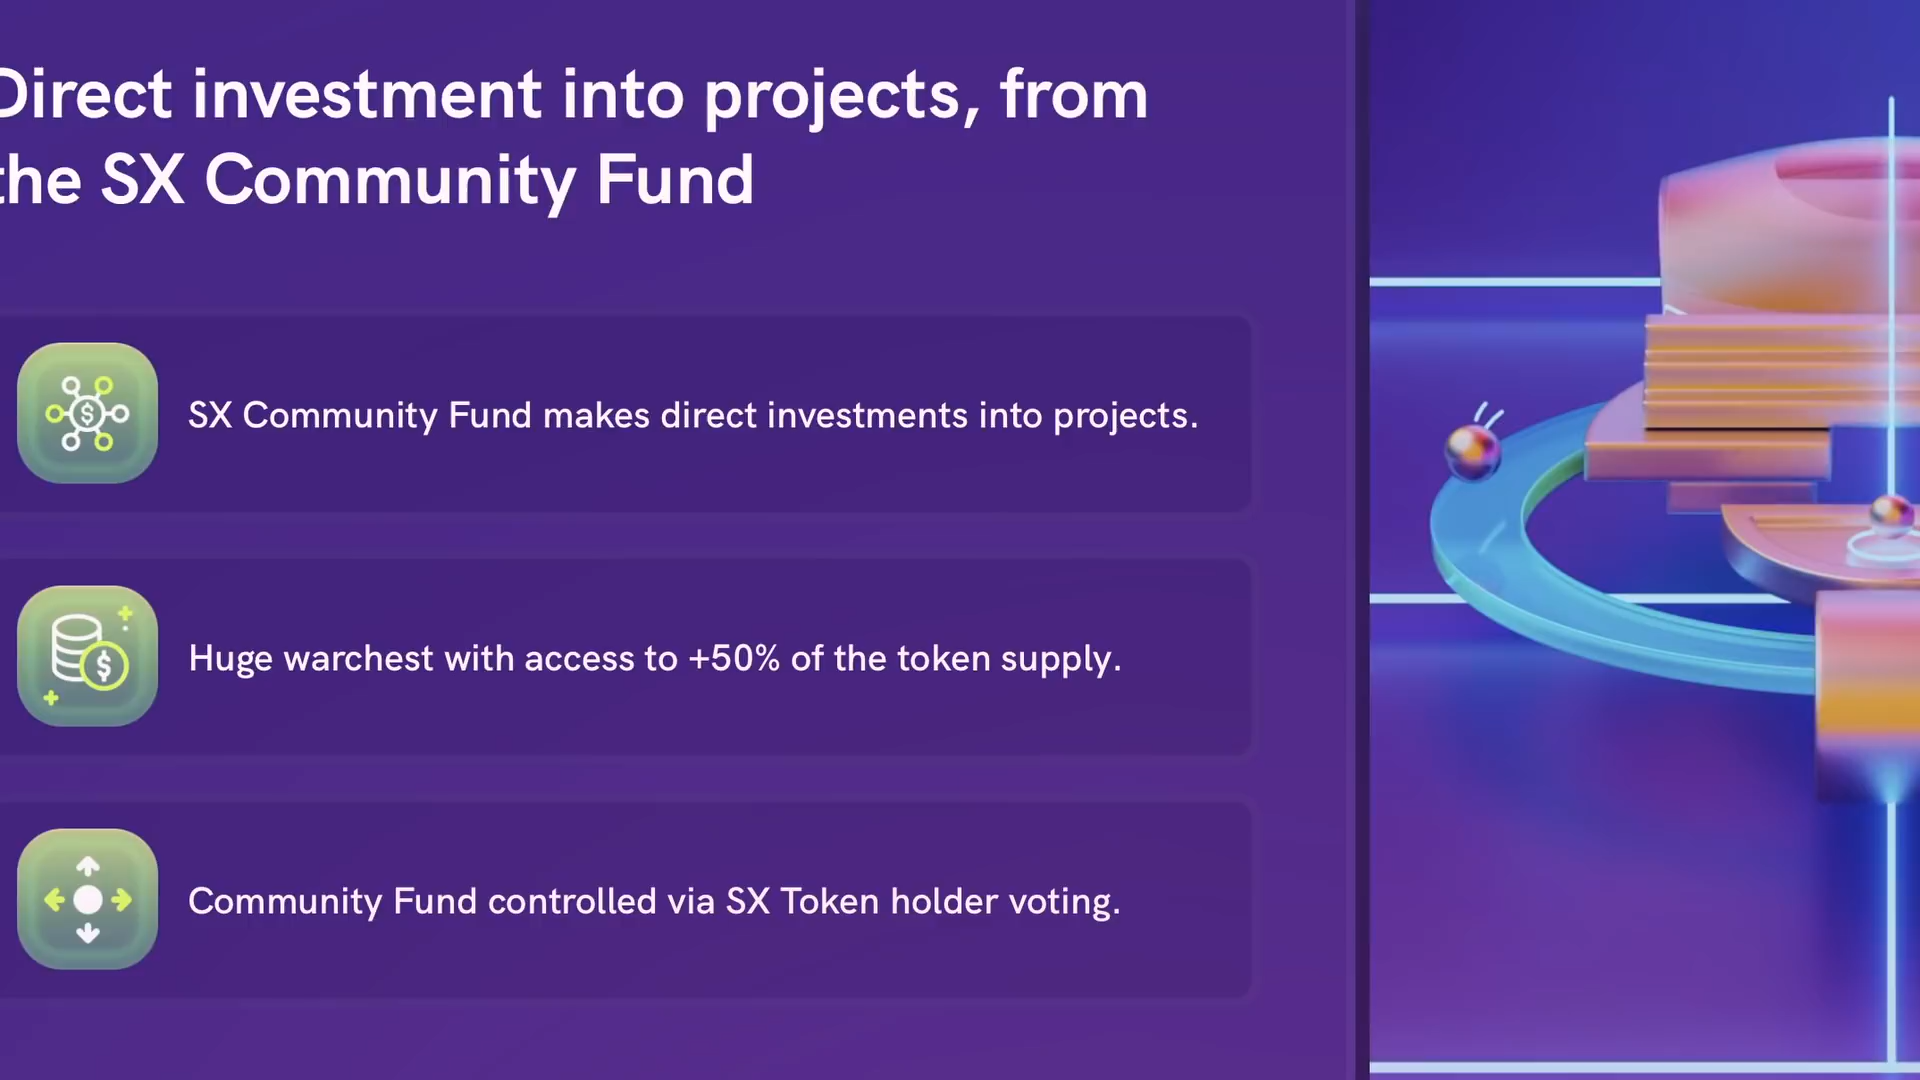 Direct investment into projects, from
the SX Community Fund
SX Community Fund makes direct investments into projects.
Huge warchest with access to +50% of the token supply.
Community Fund controlled via SX Token holder voting.